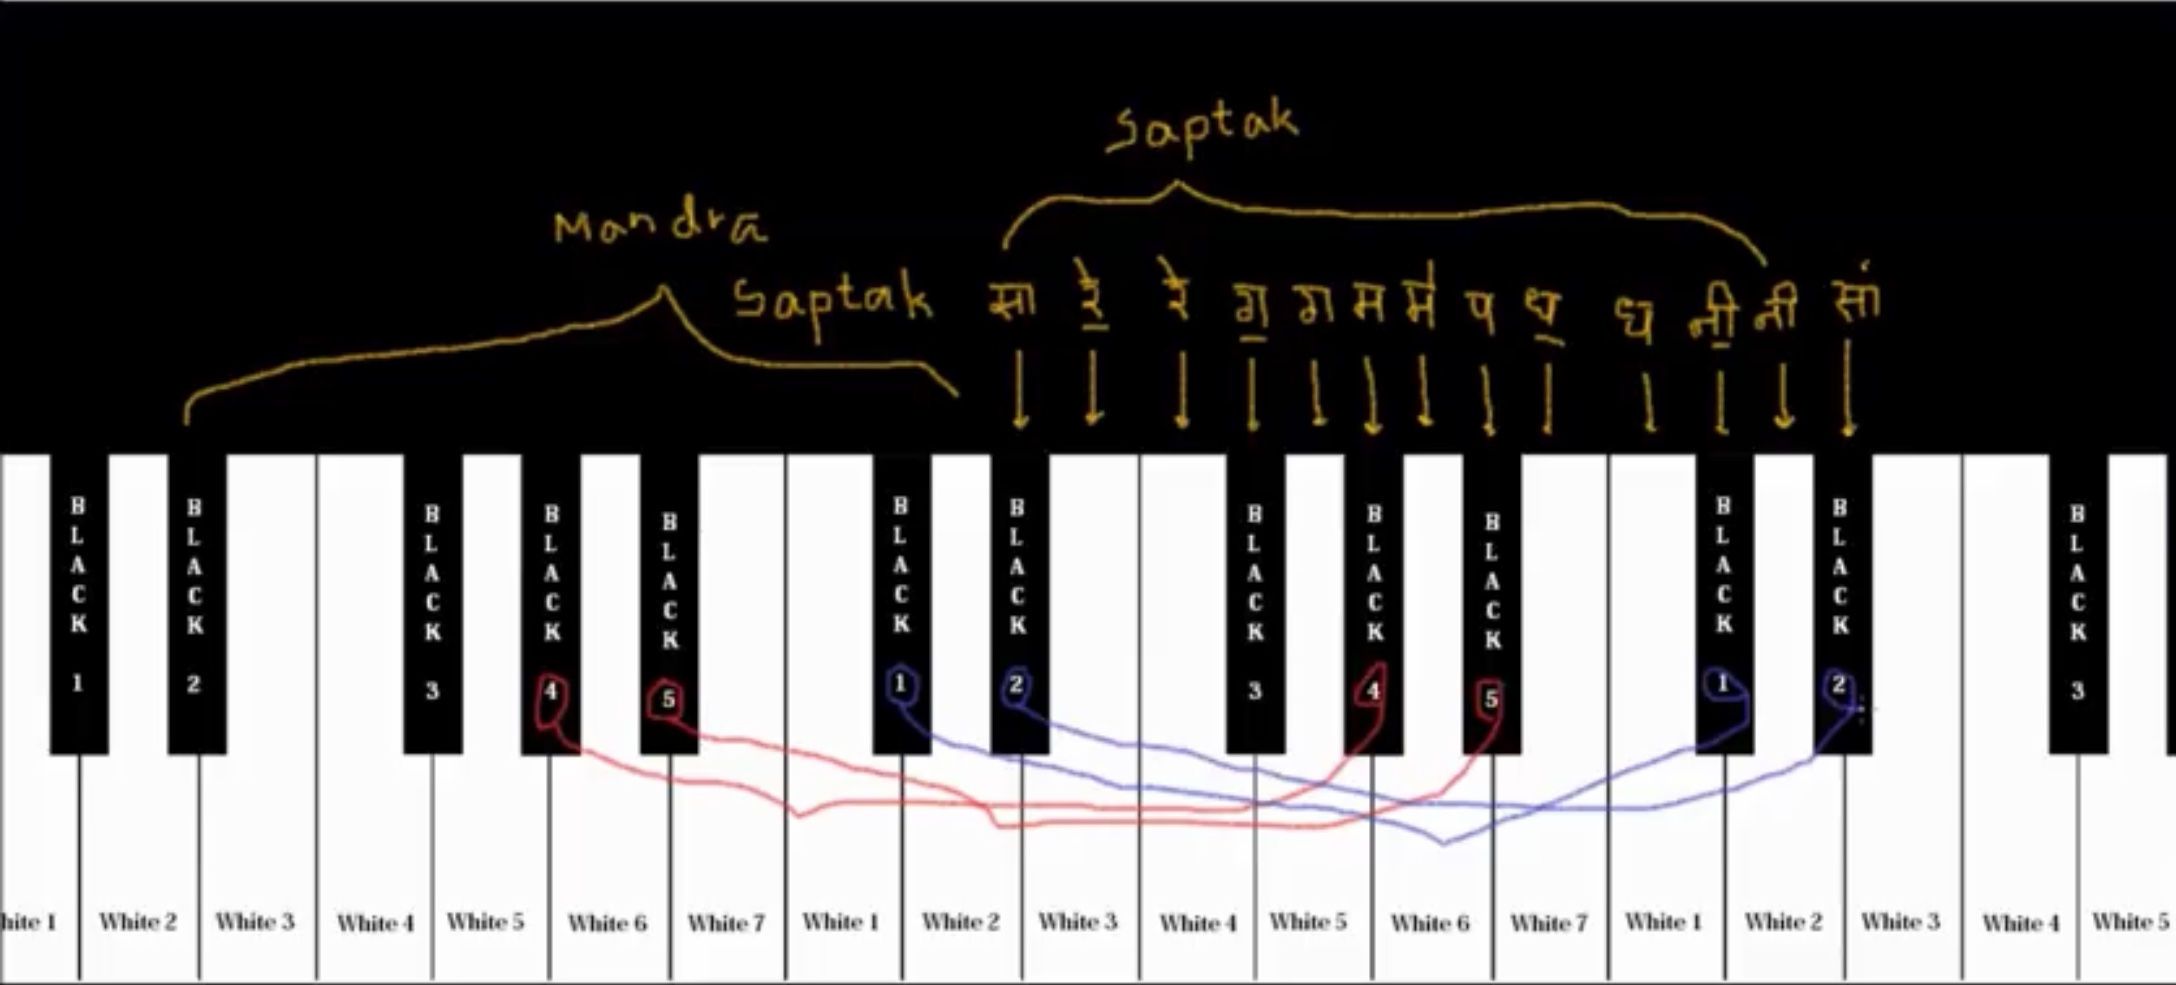 Saptak
Mandra
Saptak सा रे॒ रे ग॒ ग म मे॑ प ध॒ ध नी॒ नी सां
BLACK 1 BLACK 2 BLACK 3 BLACK 4 BLACK 5 BLACK 1 BLACK 2 BLACK 3 BLACK 4 BLACK 5 BLACK 1 BLACK 2 BLACK 3
hite 1 White 2 White 3 White 4 White 5 White 6 White 7 White 1 White 2 White 3 White 4 White 5 White 6 White 7 White 1 White 2 White 3 White 4 White 5